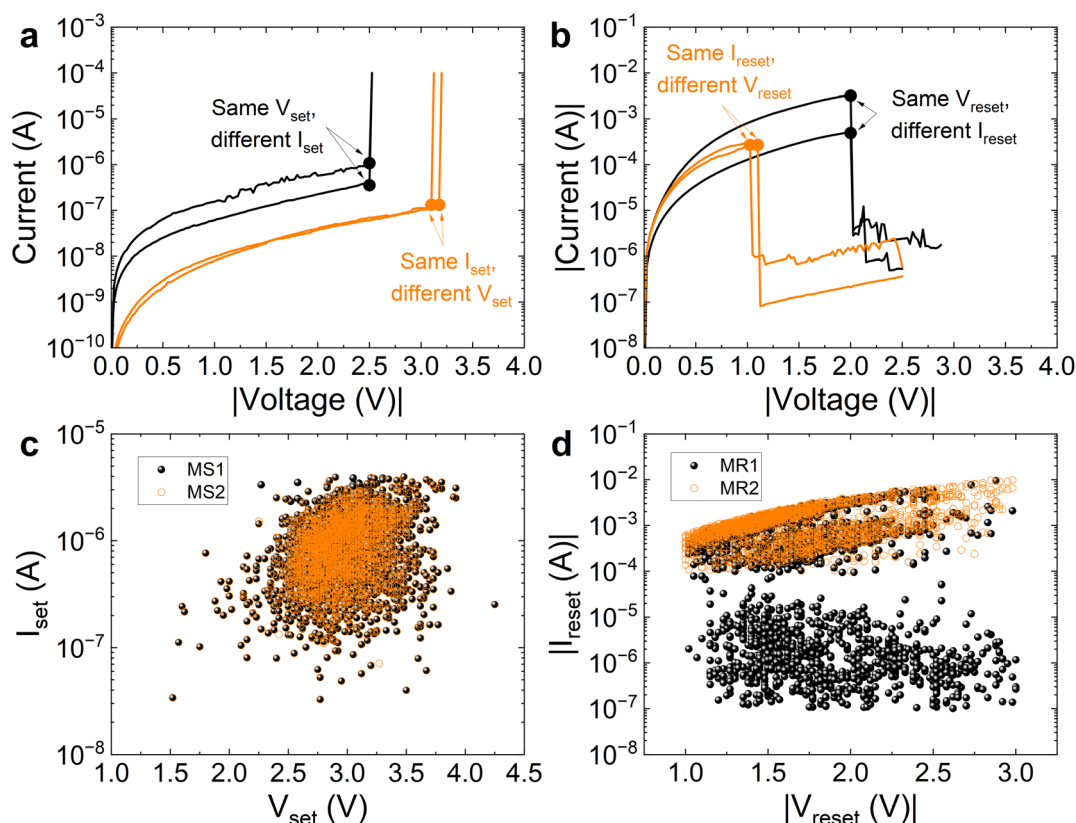 a
10⁻³
10⁻⁴
10⁻⁵
10⁻⁶
10⁻⁷
10⁻⁸
10⁻⁹
10⁻¹⁰
Current (A)
Same V_set,
different I_set
Same I_set,
different V_set
0.0 0.5 1.0 1.5 2.0 2.5 3.0 3.5 4.0
|Voltage (V)|
b
10⁻¹
10⁻²
10⁻³
10⁻⁴
10⁻⁵
10⁻⁶
10⁻⁷
10⁻⁸
|Current (A)|
Same I_reset,
different V_reset
Same V_reset,
different I_reset
0.0 0.5 1.0 1.5 2.0 2.5 3.0 3.5 4.0
|Voltage (V)|
c
10⁻⁵
10⁻⁶
10⁻⁷
10⁻⁸
I_set (A)
MS1
MS2
1.5 2.0 2.5 3.0 3.5 4.0 4.5
V_set (V)
d
10⁻¹
10⁻²
10⁻³
10⁻⁴
10⁻⁵
10⁻⁶
10⁻⁷
10⁻⁸
|I_reset (A)|
MR1
MR2
1.0 1.5 2.0 2.5 3.0
|V_reset (V)|